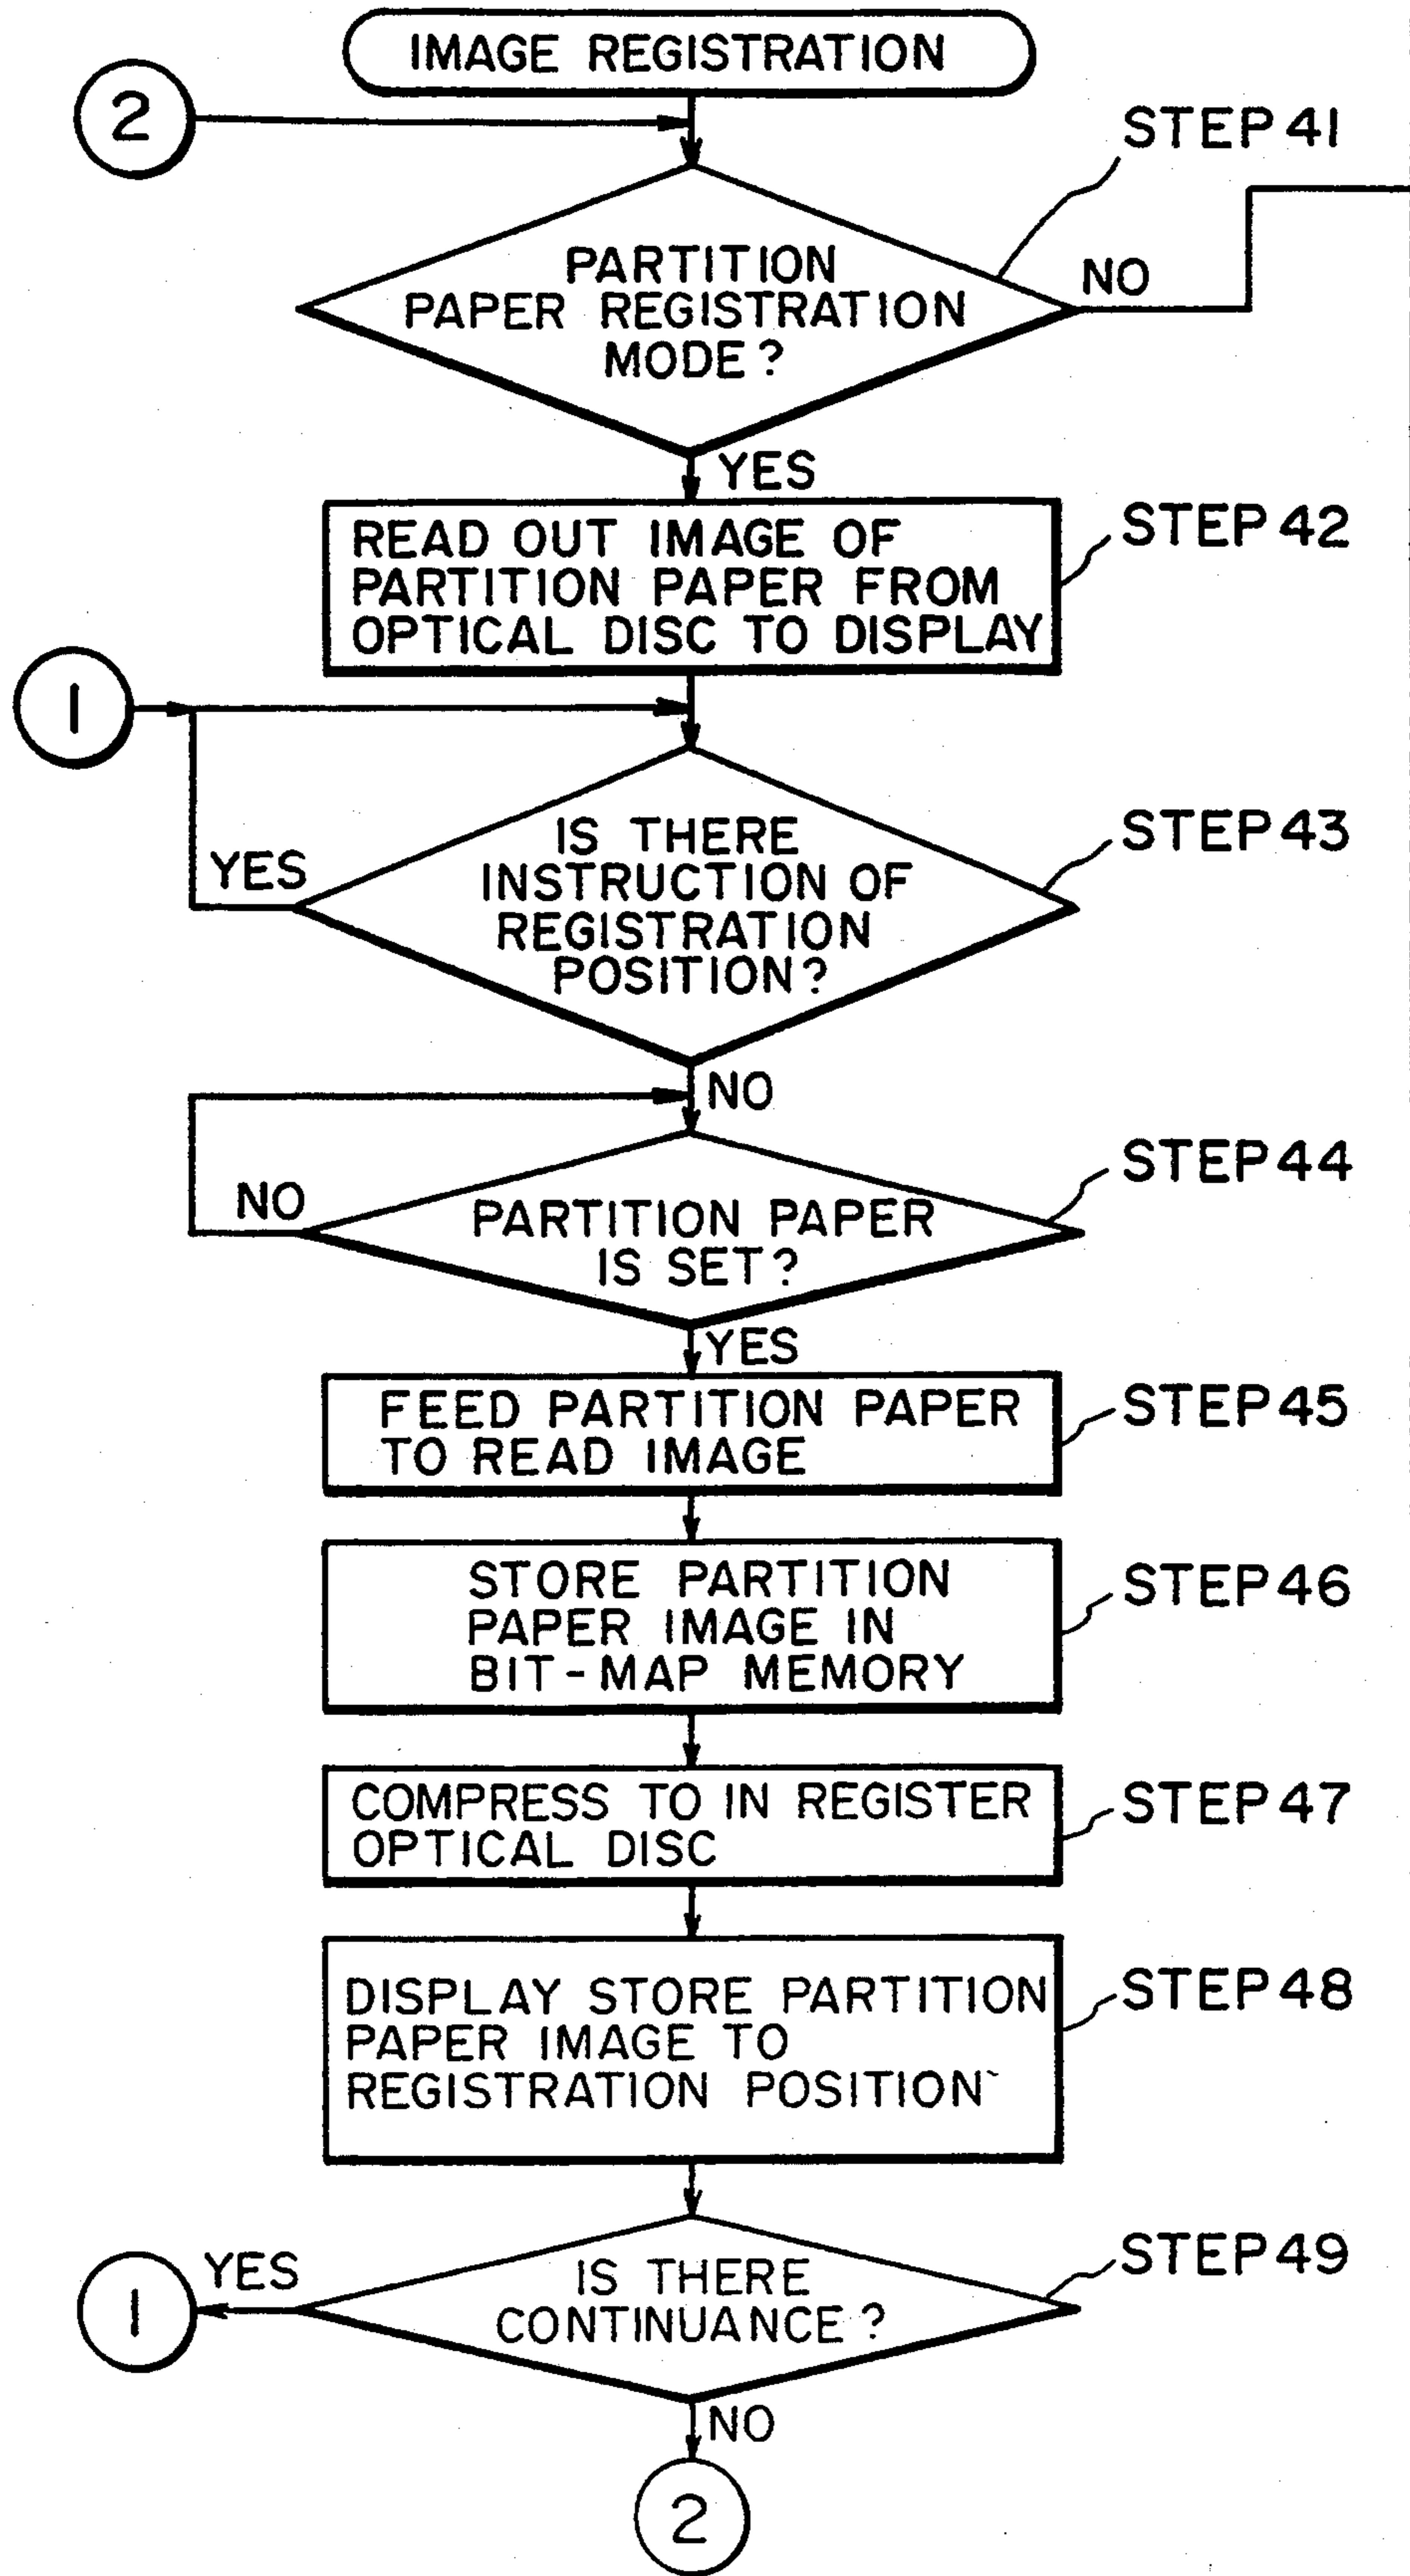 IMAGE REGISTRATION
2
STEP 41
PARTITION
PAPER REGISTRATION
MODE?
NO
YES
READ OUT IMAGE OF
PARTITION PAPER FROM
OPTICAL DISC TO DISPLAY
STEP 42
1
IS THERE
INSTRUCTION OF
REGISTRATION
POSITION?
STEP 43
YES
NO
PARTITION PAPER
IS SET?
STEP 44
NO
YES
FEED PARTITION PAPER
TO READ IMAGE
STEP 45
STORE PARTITION
PAPER IMAGE IN
BIT-MAP MEMORY
STEP 46
COMPRESS TO IN REGISTER
OPTICAL DISC
STEP 47
DISPLAY STORE PARTITION
PAPER IMAGE TO
REGISTRATION POSITION
STEP 48
IS THERE
CONTINUANCE?
STEP 49
YES
1
NO
2